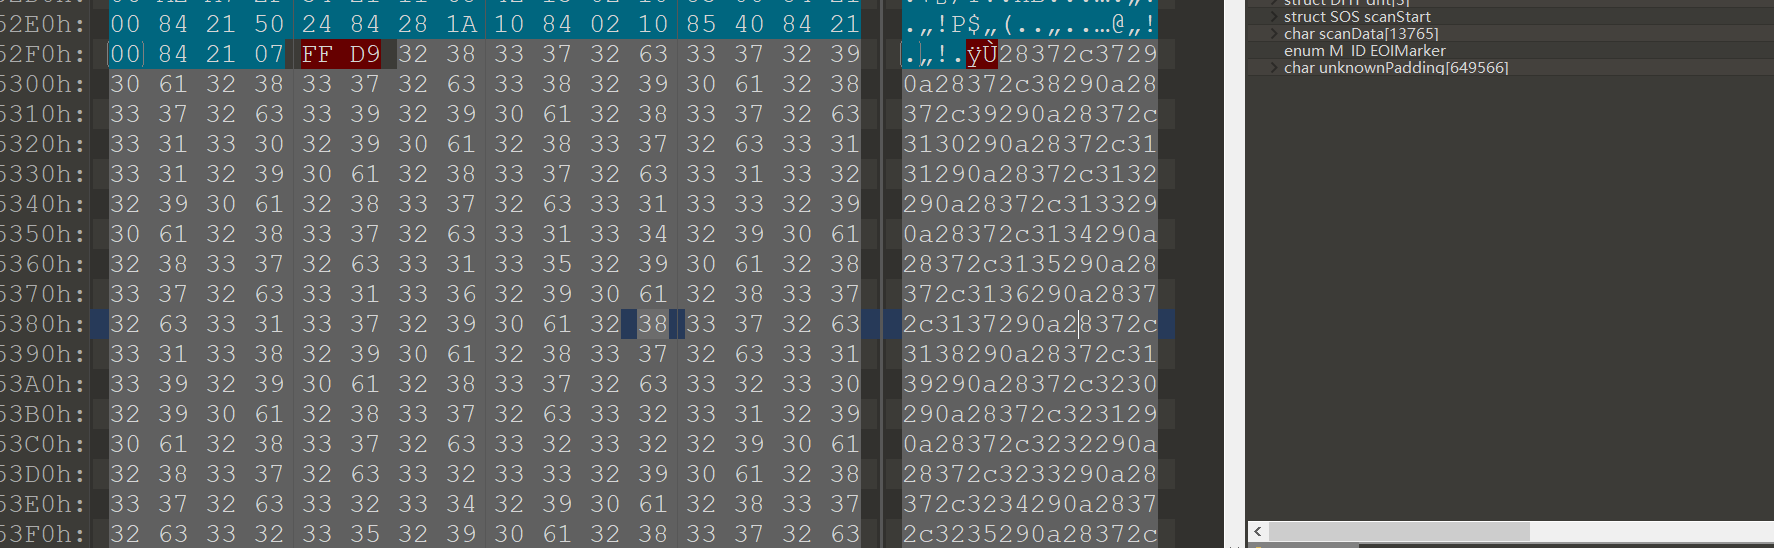 52E0h: 00 84 21 50 24 84 28 1A 10 84 02 10 85 40 84 21 .„!P$„(..„..…@„!
52F0h: 00 84 21 07 FF D9 32 38 33 37 32 63 33 37 32 39 .„!.ÿÙ28372c3729
5300h: 30 61 32 38 33 37 32 63 33 38 32 39 30 61 32 38 0a28372c38290a28
5310h: 33 37 32 63 33 39 32 39 30 61 32 38 33 37 32 63 372c39290a28372c
5320h: 33 31 33 30 32 39 30 61 32 38 33 37 32 63 33 31 3130290a28372c31
5330h: 33 31 32 39 30 61 32 38 33 37 32 63 33 31 33 32 31290a28372c3132
5340h: 32 39 30 61 32 38 33 37 32 63 33 31 33 33 32 39 290a28372c313329
5350h: 30 61 32 38 33 37 32 63 33 31 33 34 32 39 30 61 0a28372c3134290a
5360h: 32 38 33 37 32 63 33 31 33 35 32 39 30 61 32 38 28372c3135290a28
5370h: 33 37 32 63 33 31 33 36 32 39 30 61 32 38 33 37 372c3136290a2837
5380h: 32 63 33 31 33 37 32 39 30 61 32 38 33 37 32 63 2c3137290a28372c
5390h: 33 31 33 38 32 39 30 61 32 38 33 37 32 63 33 31 3138290a28372c31
53A0h: 33 39 32 39 30 61 32 38 33 37 32 63 33 32 33 30 39290a28372c3230
53B0h: 32 39 30 61 32 38 33 37 32 63 33 32 33 31 32 39 290a28372c323129
53C0h: 30 61 32 38 33 37 32 63 33 32 33 32 32 39 30 61 0a28372c3232290a
53D0h: 32 38 33 37 32 63 33 32 33 33 32 39 30 61 32 38 28372c3233290a28
53E0h: 33 37 32 63 33 32 33 34 32 39 30 61 32 38 33 37 372c3234290a2837
53F0h: 32 63 33 32 33 35 32 39 30 61 32 38 33 37 32 63 2c3235290a28372c
struct SOS scanStart
char scanData[13765]
enum M_ID EOIMarker
char unknownPadding[649566]